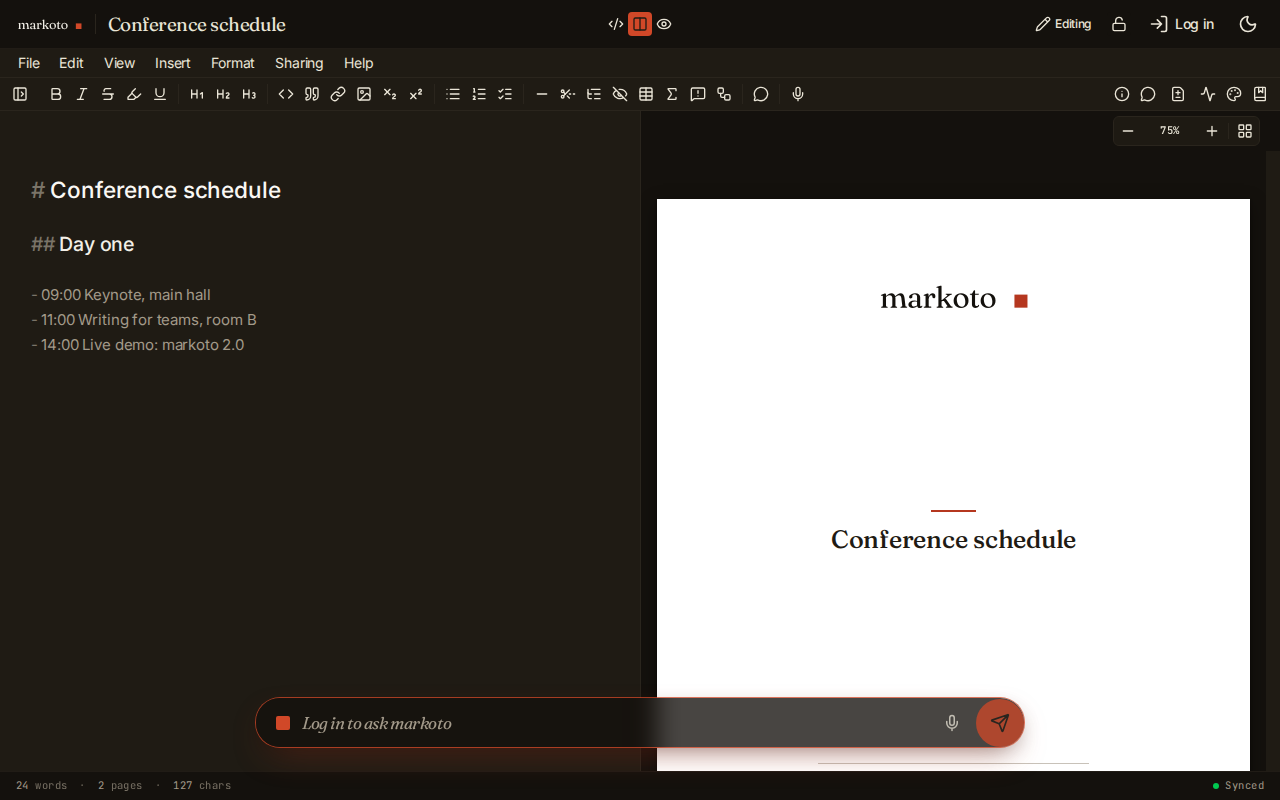 markoto
Conference schedule
Editing
Log in
File Edit View Insert Format Sharing Help
H1 H2 H3
75%
# Conference schedule
## Day one
- 09:00 Keynote, main hall
- 11:00 Writing for teams, room B
- 14:00 Live demo: markoto 2.0
markoto
Conference schedule
Log in to ask markoto
24 words · 2 pages · 127 chars
Synced